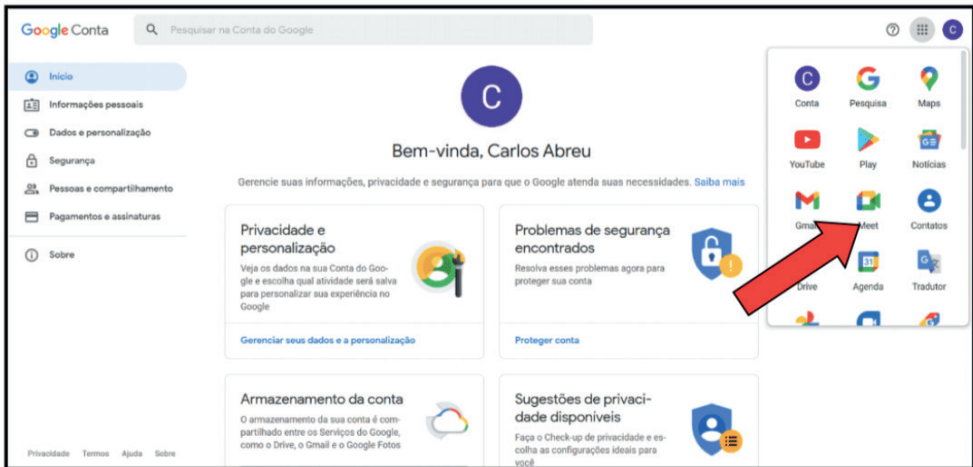 Google Conta
Pesquisar na Conta do Google
C
Início
Informações pessoais
Dados e personalização
Segurança
Pessoas e compartilhamento
Pagamentos e assinaturas
Sobre
C
Bem-vinda, Carlos Abreu
Gerencie suas informações, privacidade e segurança para que o Google atenda suas necessidades. Saiba mais
Privacidade e
personalização
Veja os dados na sua Conta do Goo-
gle e escolha qual atividade será salva
para personalizar sua experiência no
Google
Gerenciar seus dados e a personalização
Problemas de segurança
encontrados
Resolva esses problemas agora para
proteger sua conta
Proteger conta
Armazenamento da conta
O armazenamento da sua conta é com-
partilhado entre os Serviços do Google,
como o Drive, o Gmail e o Google Fotos
Sugestões de privaci-
dade disponíveis
Faça o Check-up de privacidade e es-
colha as configurações ideais para
você
C
Conta Pesquisa Maps
YouTube Play Notícias
Gmail Meet Contatos
31
Drive Agenda Tradutor
Privacidade Termos Ajuda Sobre